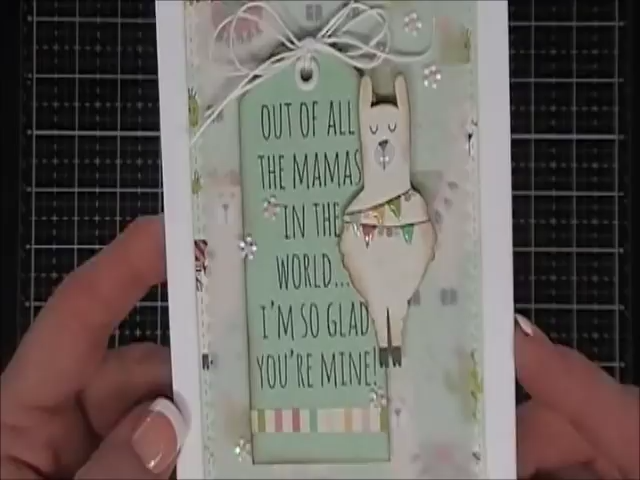 OUT OF ALL
THE MAMAS
IN THE
WORLD...
I'M SO GLAD
YOU'RE MINE!